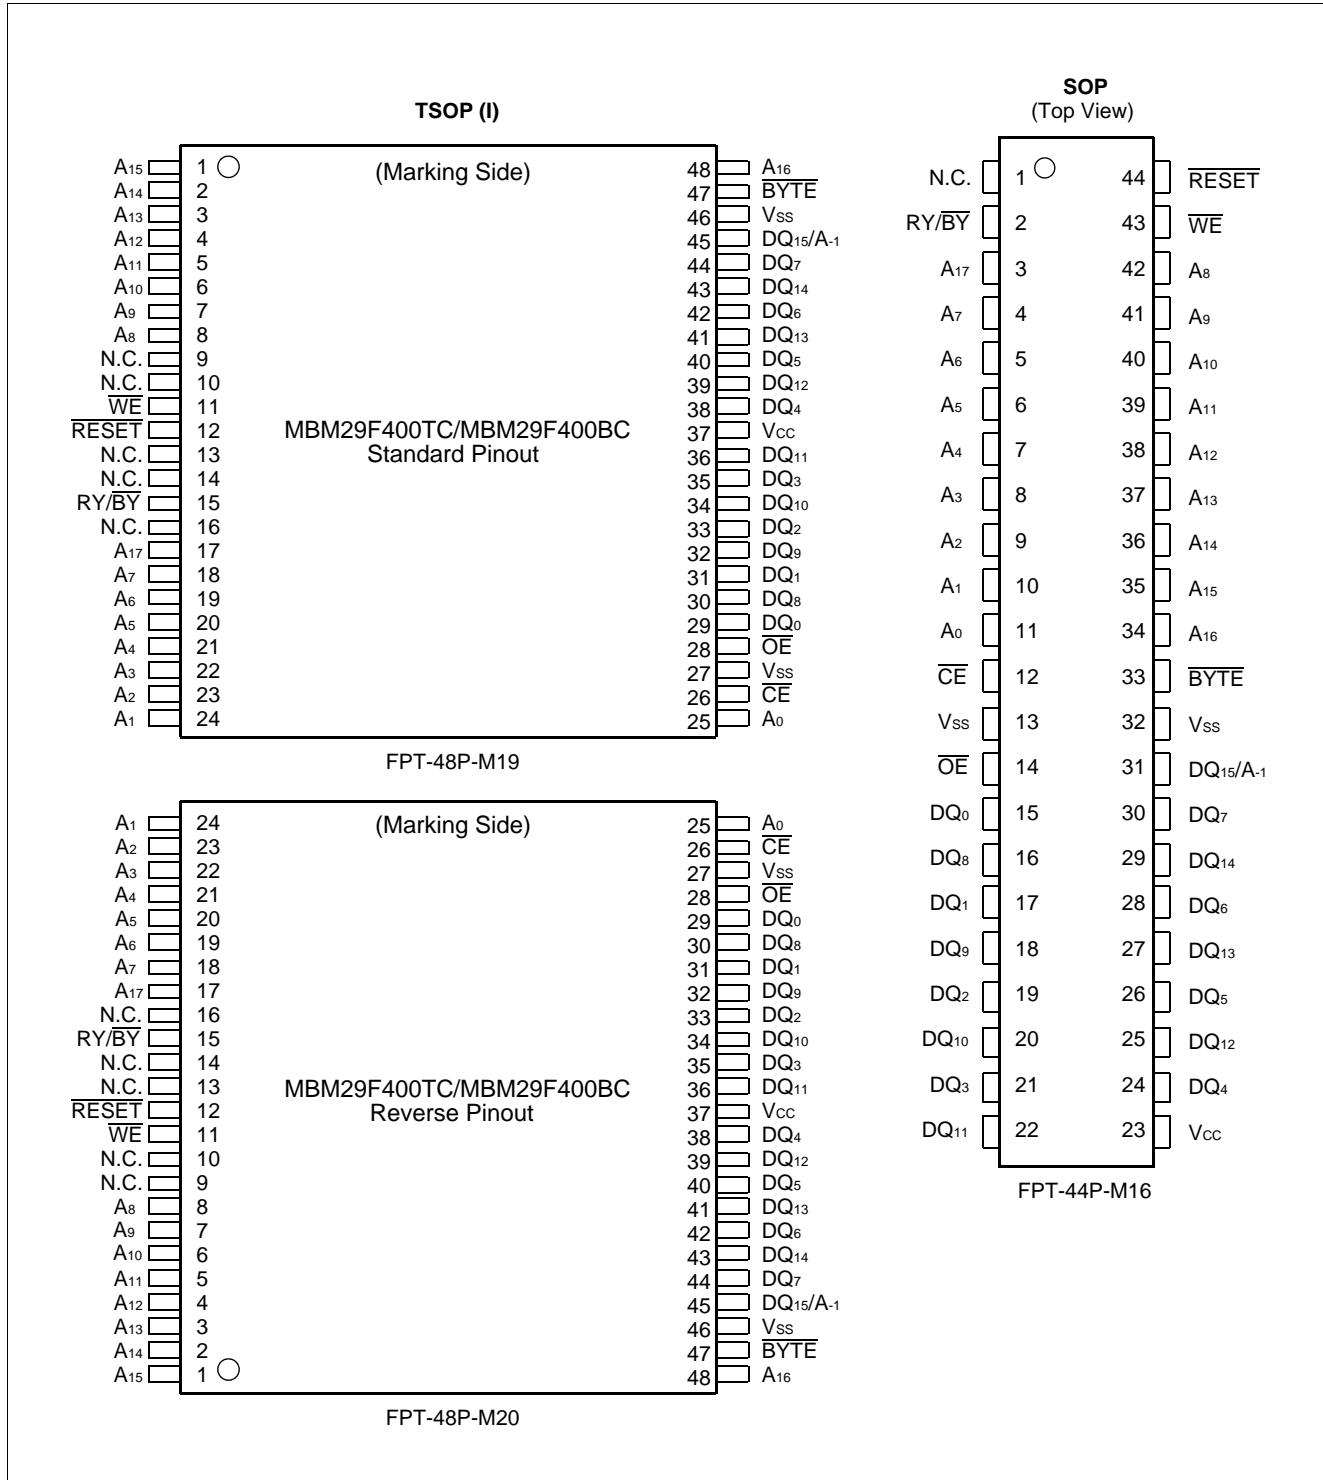 TSOP (I)
(Marking Side)
A15 1 48 A16
A14 2 47 BYTE
A13 3 46 VSS
A12 4 45 DQ15/A-1
A11 5 44 DQ7
A10 6 43 DQ14
A9 7 42 DQ6
A8 8 41 DQ13
N.C. 9 40 DQ5
N.C. 10 39 DQ12
WE 11 38 DQ4
RESET 12 37 VCC
N.C. 13 36 DQ11
N.C. 14 35 DQ3
RY/BY 15 34 DQ10
N.C. 16 33 DQ2
A17 17 32 DQ9
A7 18 31 DQ1
A6 19 30 DQ8
A5 20 29 DQ0
A4 21 28 OE
A3 22 27 VSS
A2 23 26 CE
A1 24 25 A0
MBM29F400TC/MBM29F400BC
Standard Pinout
FPT-48P-M19
(Marking Side)
A1 24 25 A0
A2 23 26 CE
A3 22 27 VSS
A4 21 28 OE
A5 20 29 DQ0
A6 19 30 DQ8
A7 18 31 DQ1
A17 17 32 DQ9
N.C. 16 33 DQ2
RY/BY 15 34 DQ10
N.C. 14 35 DQ3
N.C. 13 36 DQ11
RESET 12 37 VCC
WE 11 38 DQ4
N.C. 10 39 DQ12
N.C. 9 40 DQ5
A8 8 41 DQ13
A9 7 42 DQ6
A10 6 43 DQ14
A11 5 44 DQ7
A12 4 45 DQ15/A-1
A13 3 46 VSS
A14 2 47 BYTE
A15 1 48 A16
MBM29F400TC/MBM29F400BC
Reverse Pinout
FPT-48P-M20
SOP
(Top View)
N.C. 1 44 RESET
RY/BY 2 43 WE
A17 3 42 A8
A7 4 41 A9
A6 5 40 A10
A5 6 39 A11
A4 7 38 A12
A3 8 37 A13
A2 9 36 A14
A1 10 35 A15
A0 11 34 A16
CE 12 33 BYTE
VSS 13 32 VSS
OE 14 31 DQ15/A-1
DQ0 15 30 DQ7
DQ8 16 29 DQ14
DQ1 17 28 DQ6
DQ9 18 27 DQ13
DQ2 19 26 DQ5
DQ10 20 25 DQ12
DQ3 21 24 DQ4
DQ11 22 23 VCC
FPT-44P-M16